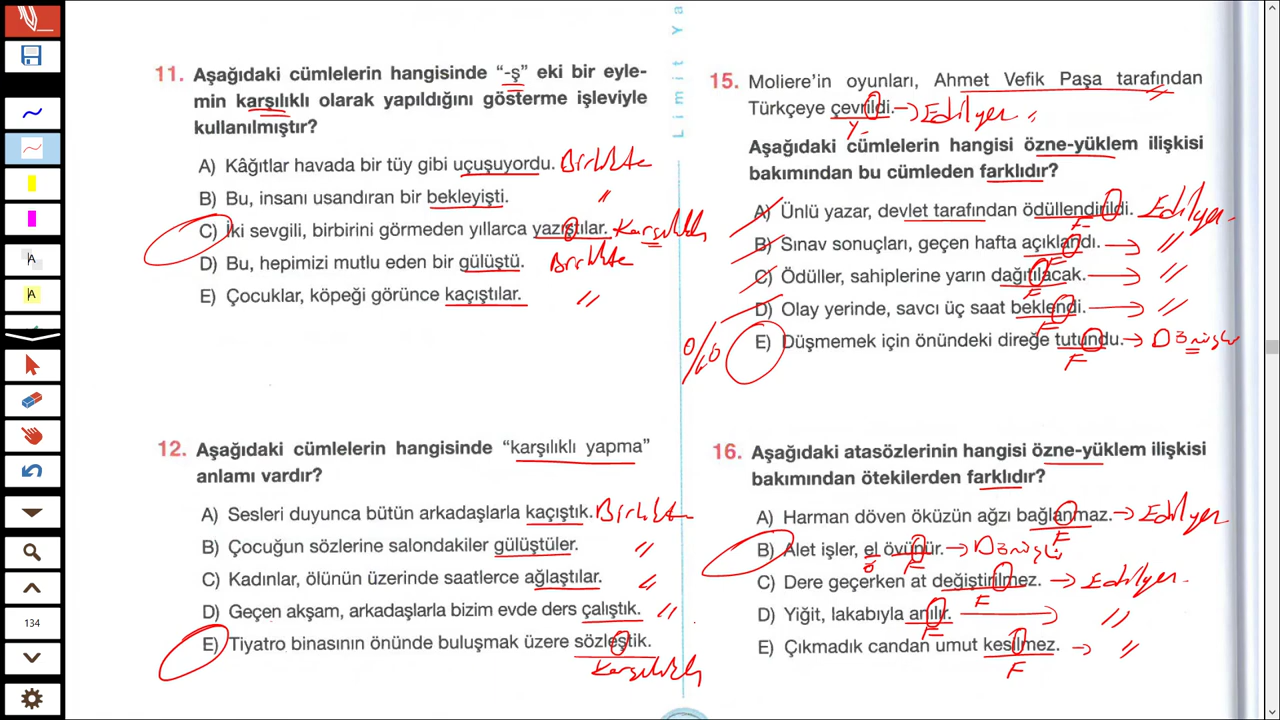 11. Aşağıdaki cümlelerin hangisinde “-ş” eki bir eyle-
min karşılıklı olarak yapıldığını gösterme işleviyle
kullanılmıştır?
A) Kâğıtlar havada bir tüy gibi uçuşuyordu. Birlikte
B) Bu, insanı usandıran bir bekleyişti. "
C) İki sevgili, birbirini görmeden yıllarca yazıştılar. Karşılıklı
D) Bu, hepimizi mutlu eden bir gülüştü. Birlikte
E) Çocuklar, köpeği görünce kaçıştılar. "
12. Aşağıdaki cümlelerin hangisinde “karşılıklı yapma”
anlamı vardır?
A) Sesleri duyunca bütün arkadaşlarla kaçıştık. Birlikte
B) Çocuğun sözlerine salondakiler gülüştüler. "
C) Kadınlar, ölünün üzerinde saatlerce ağlaştılar. "
D) Geçen akşam, arkadaşlarla bizim evde ders çalıştık. "
E) Tiyatro binasının önünde buluşmak üzere sözleştik.
Karşılıklı
Limit Ya
15. Moliere’in oyunları, Ahmet Vefik Paşa tarafından
Türkçeye çevrildi. → Edilgen
Y
Aşağıdaki cümlelerin hangisi özne-yüklem ilişkisi
bakımından bu cümleden farklıdır?
A) Ünlü yazar, devlet tarafından ödüllendirildi. Edilgen
F
B) Sınav sonuçları, geçen hafta açıklandı. → "
F
C) Ödüller, sahiplerine yarın dağıtılacak. → "
F
D) Olay yerinde, savcı üç saat beklendi. → "
F
E) Düşmemek için önündeki direğe tutundu. → Dönüşlü
F
16. Aşağıdaki atasözlerinin hangisi özne-yüklem ilişkisi
bakımından ötekilerden farklıdır?
A) Harman döven öküzün ağzı bağlanmaz. → Edilgen
F
B) Alet işler, el övünür. → Dönüşlü
Ö F
C) Dere geçerken at değiştirilmez. → Edilgen
F
D) Yiğit, lakabıyla anılır. → "
F
E) Çıkmadık candan umut kesilmez. → "
F
A
A
134